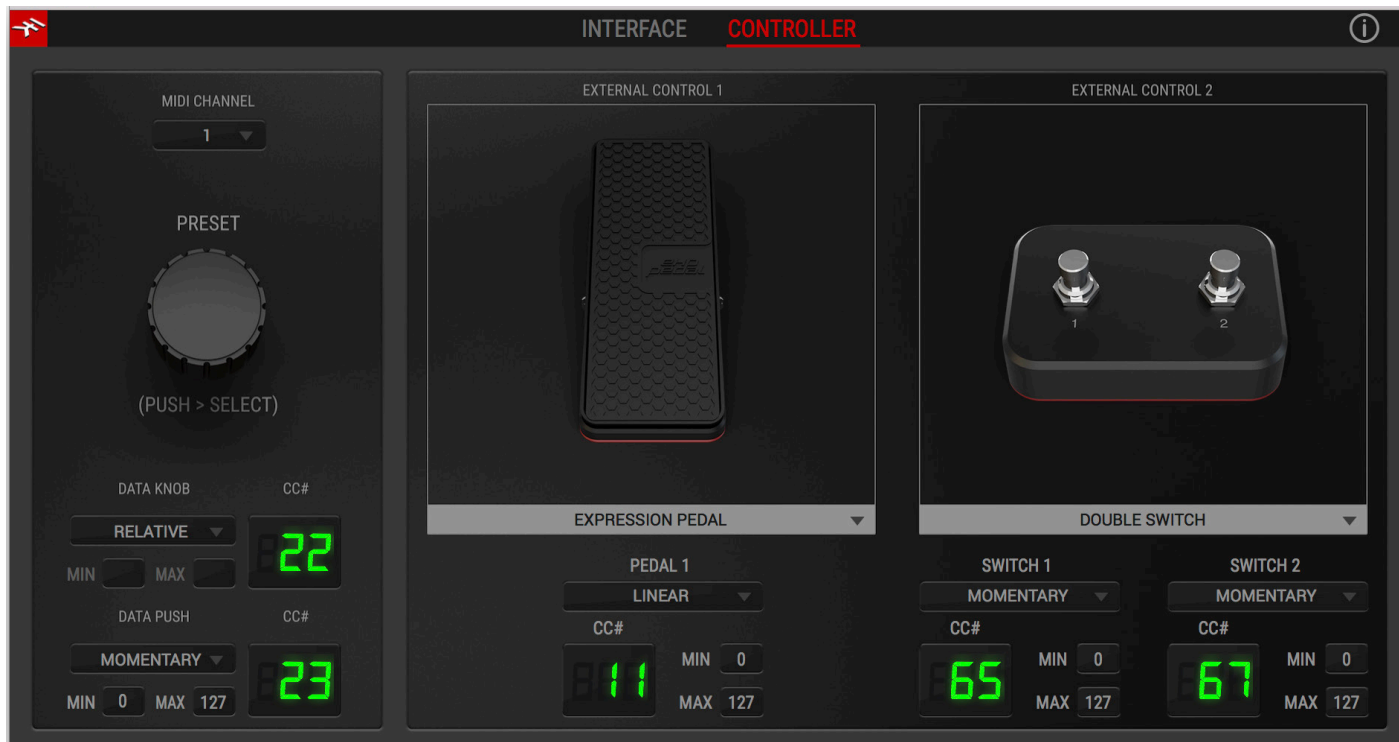 INTERFACE
CONTROLLER
MIDI CHANNEL
1
PRESET
(PUSH > SELECT)
DATA KNOB
CC#
RELATIVE
22
MIN
MAX
DATA PUSH
CC#
MOMENTARY
23
MIN 0 MAX 127
EXTERNAL CONTROL 1
EXPRESSION PEDAL
PEDAL 1
LINEAR
CC#
11
MIN 0
MAX 127
EXTERNAL CONTROL 2
1
2
DOUBLE SWITCH
SWITCH 1
MOMENTARY
CC#
65
MIN 0
MAX 127
SWITCH 2
MOMENTARY
CC#
67
MIN 0
MAX 127